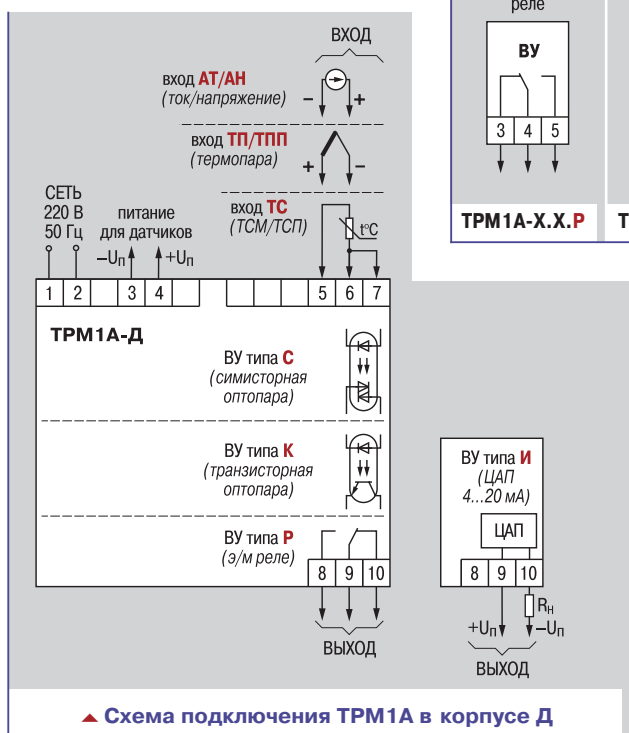 реле
ВУ
3 4 5
ТРМ1А-Х.Х.Р
Т
ВХОД
вход АТ/АН
(ток/напряжение)
– +
вход ТП/ТПП
(термопара)
+ –
вход ТС
(ТСМ/ТСП)
t°C
СЕТЬ
220 В
50 Гц
питание
для датчиков
–Uп +Uп
1 2 3 4 5 6 7
ТРМ1А-Д
ВУ типа С
(симисторная
оптопара)
ВУ типа К
(транзисторная
оптопара)
ВУ типа Р
(э/м реле)
8 9 10
ВЫХОД
ВУ типа И
(ЦАП
4...20 мА)
ЦАП
8 9 10
Rн
+Uп –Uп
ВЫХОД
Схема подключения ТРМ1А в корпусе Д